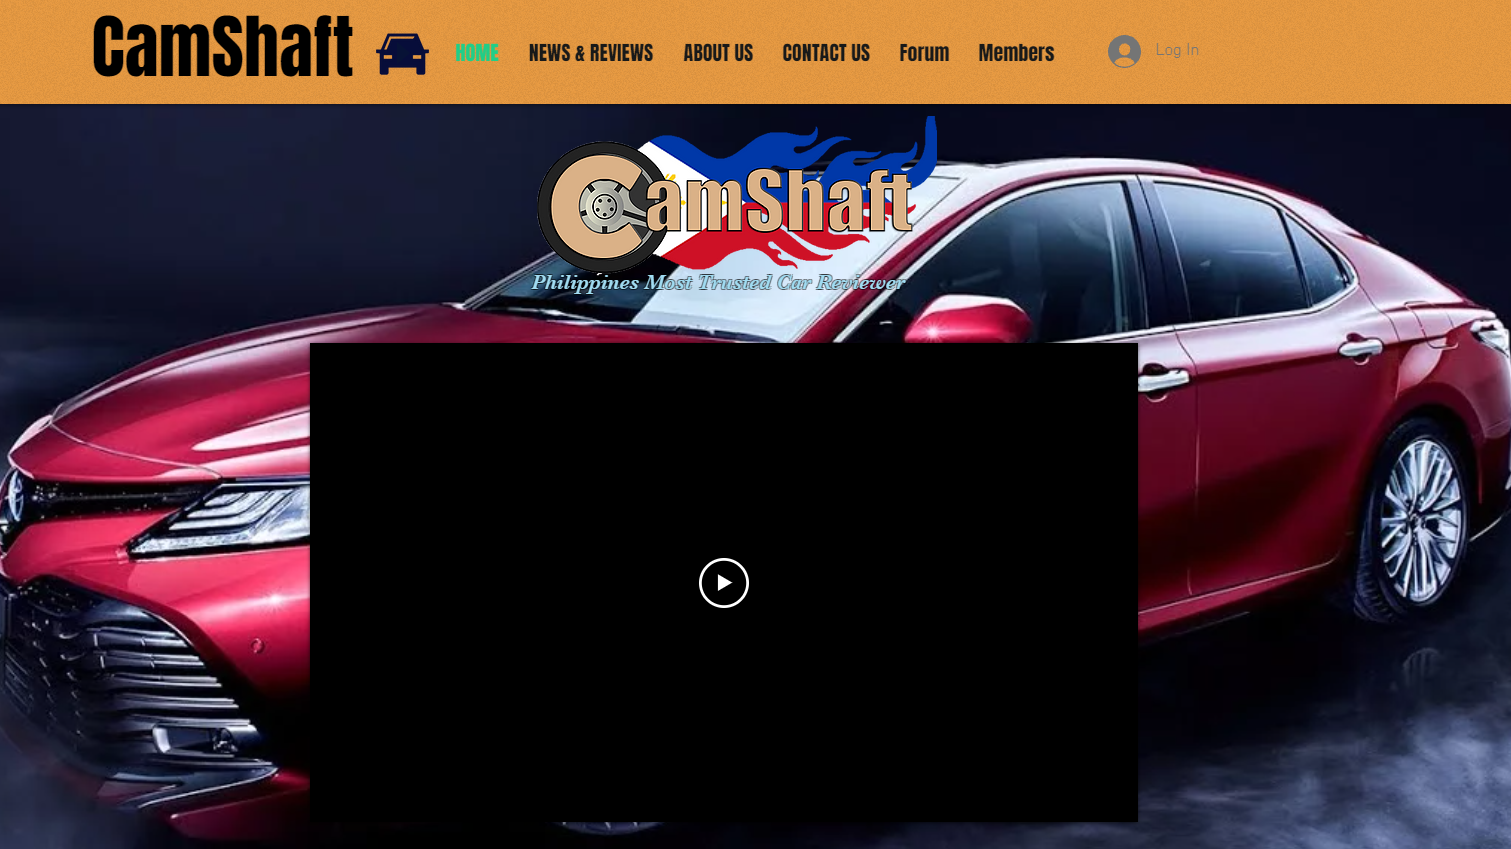 CamShaft
HOME NEWS & REVIEWS ABOUT US CONTACT US Forum Members Log In
CamShaft
Philippines Most Trusted Car Reviewer